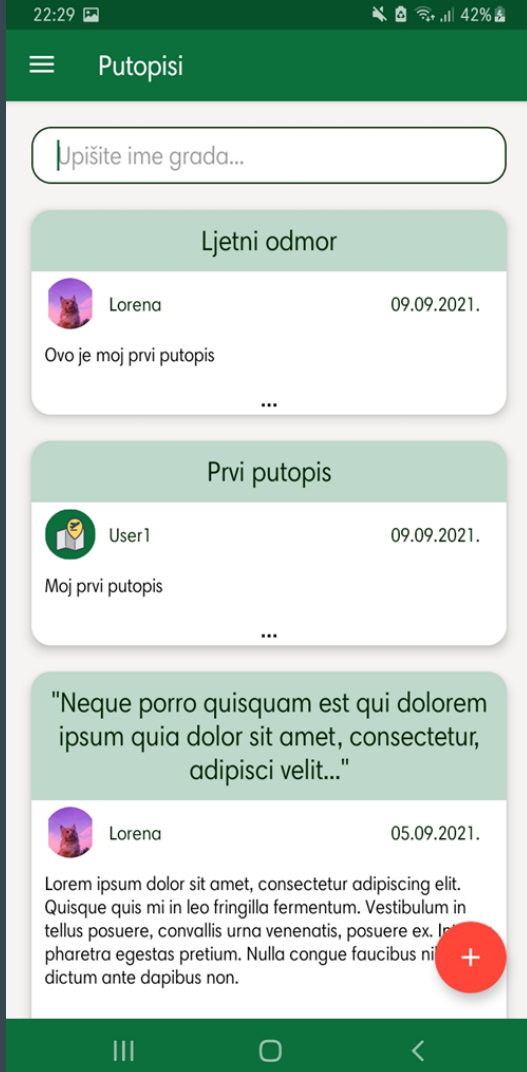 22:29 42%
Putopisi
Upišite ime grada...
Ljetni odmor
Lorena 09.09.2021.
Ovo je moj prvi putopis
...
Prvi putopis
User1 09.09.2021.
Moj prvi putopis
...
"Neque porro quisquam est qui dolorem
ipsum quia dolor sit amet, consectetur,
adipisci velit..."
Lorena 05.09.2021.
Lorem ipsum dolor sit amet, consectetur adipiscing elit.
Quisque quis mi in leo fringilla fermentum. Vestibulum in
tellus posuere, convallis urna venenatis, posuere ex.
pharetra egestas pretium. Nulla congue faucibus
dictum ante dapibus non.